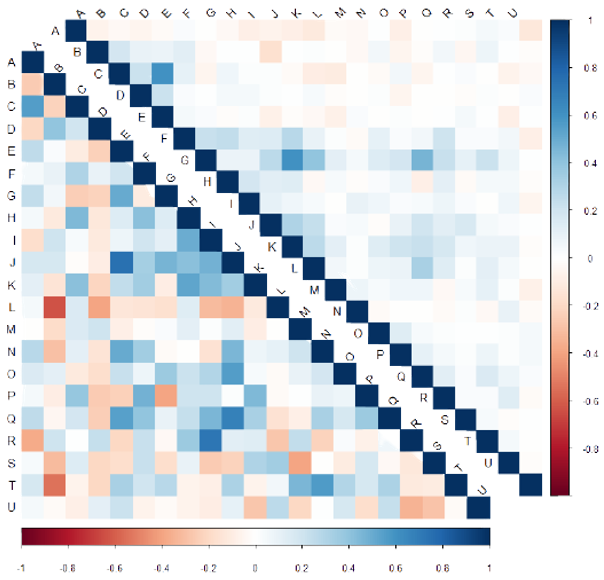 A B C D E F G H I J K L M N O P Q R S T U
A
B
C
D
E
F
G
H
I
J
K
L
M
N
O
P
Q
R
S
T
U
A
B
C
D
E
F
G
H
I
J
K
L
M
N
O
P
Q
R
S
T
U
A
B
C
D
E
F
G
H
I
J
K
L
M
N
O
P
Q
R
S
T
U
1
0.8
0.6
0.4
0.2
0
-0.2
-0.4
-0.6
-0.8
-1 -0.8 -0.6 -0.4 -0.2 0 0.2 0.4 0.6 0.8 1